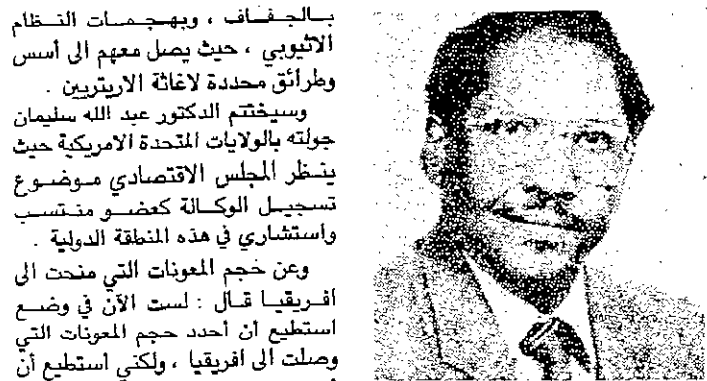 بالجفاف ، وبهجمات النظام
الاثيوبي ، حيث يصل معهم الى أسس
وطرائق محددة لاغاثة الاريتريين .
وسيختتم الدكتور عبد الله سليمان
جولته بالولايات المتحدة الامريكية حيث
ينظر المجلس الاقتصادي موضوع
تسجيل الوكالة كعضو منتسب
واستشاري في هذه المنطقة الدولية .
وعن حجم المعونات التي منحت الى
افريقيا قال : لست الآن في وضع
استطيع أن أحدد حجم المعونات التي
وصلت الى افريقيا ، ولكني استطيع أن